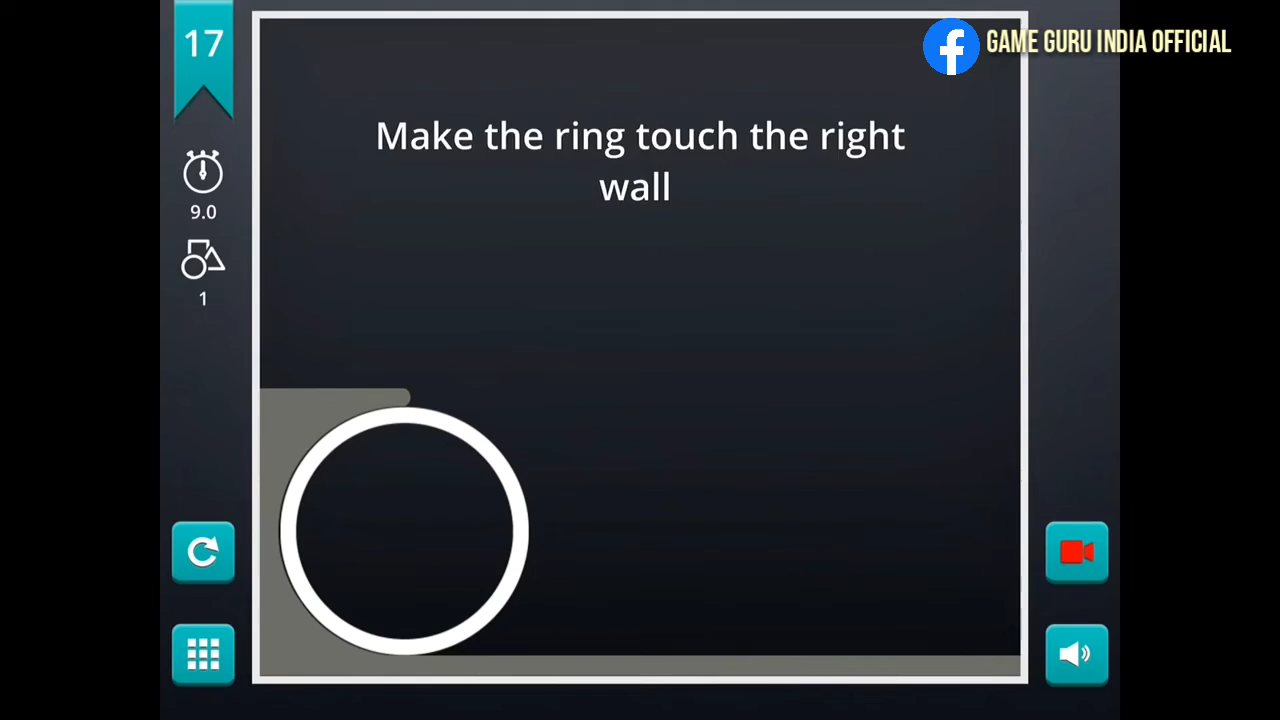 17
GAME GURU INDIA OFFICIAL
Make the ring touch the right
wall
9.0
1